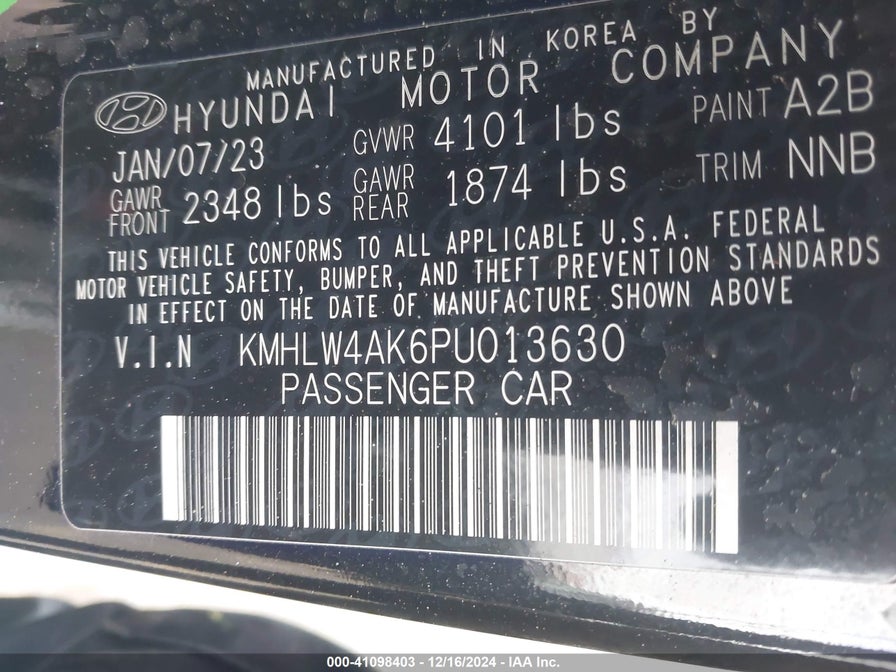 MANUFACTURED IN KOREA BY
HYUNDAI MOTOR COMPANY
JAN/07/23 GVWR 4101 lbs PAINT A2B
GAWR FRONT 2348 lbs GAWR REAR 1874 lbs TRIM NNB
THIS VEHICLE CONFORMS TO ALL APPLICABLE U.S.A. FEDERAL
MOTOR VEHICLE SAFETY, BUMPER, AND THEFT PREVENTION STANDARDS
IN EFFECT ON THE DATE OF MANUFACTURE SHOWN ABOVE
V.I.N KMHLW4AK6PU013630
PASSENGER CAR
000-41098403 - 12/16/2024 - IAA Inc.